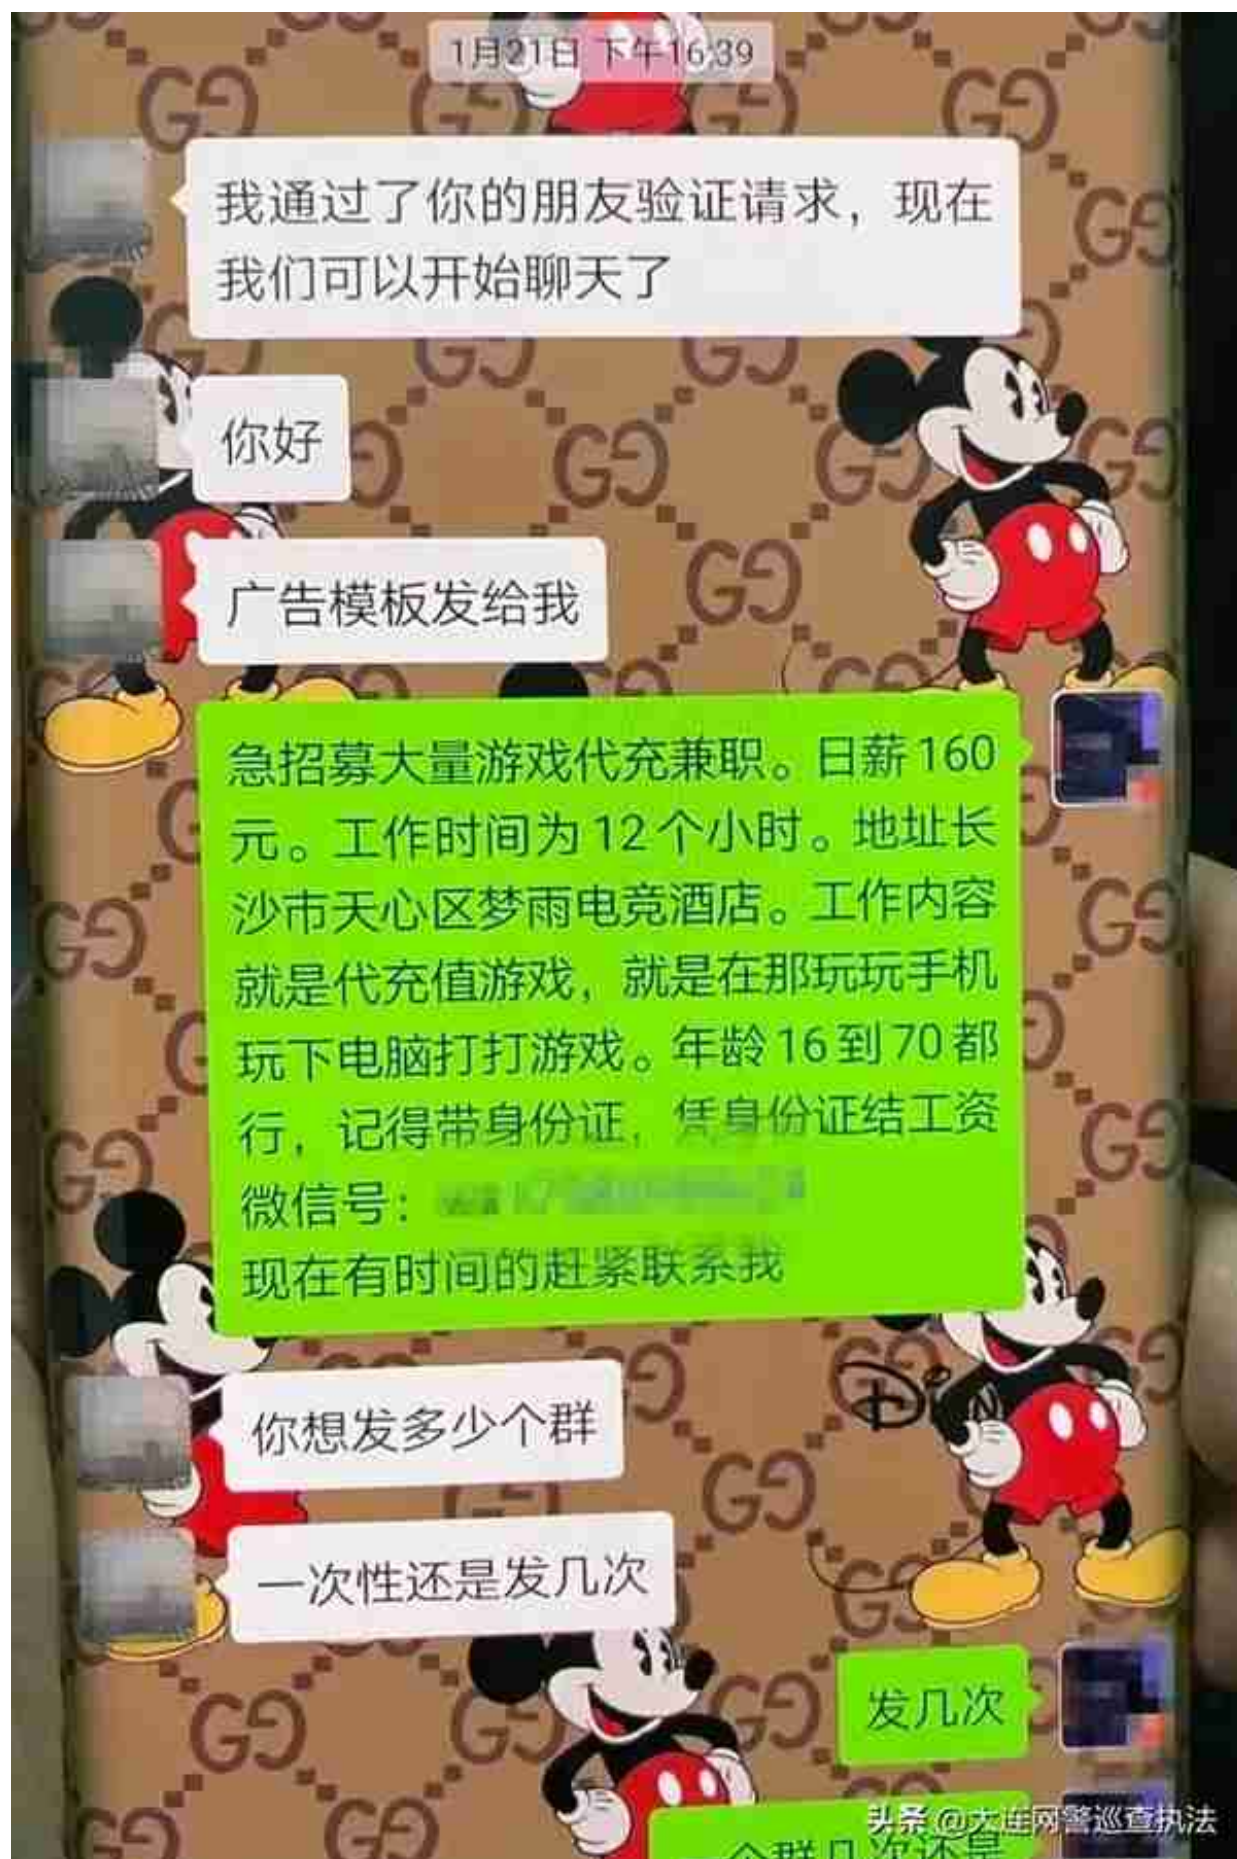 1月21日 下午16:39
我通过了你的朋友验证请求，现在
我们可以开始聊天了
你好
广告模板发给我
急招募大量游戏代充兼职。日薪160
元。工作时间为12个小时。地址长
沙市天心区梦雨电竞酒店。工作内容
就是代充值游戏，就是在那玩玩手机
玩下电脑打打游戏。年龄16到70都
行，记得带身份证，凭身份证结工资
微信号：
现在有时间的赶紧联系我
你想发多少个群
一次性还是发几次
发几次
一个群几次还是
头条 @大连网警巡查执法